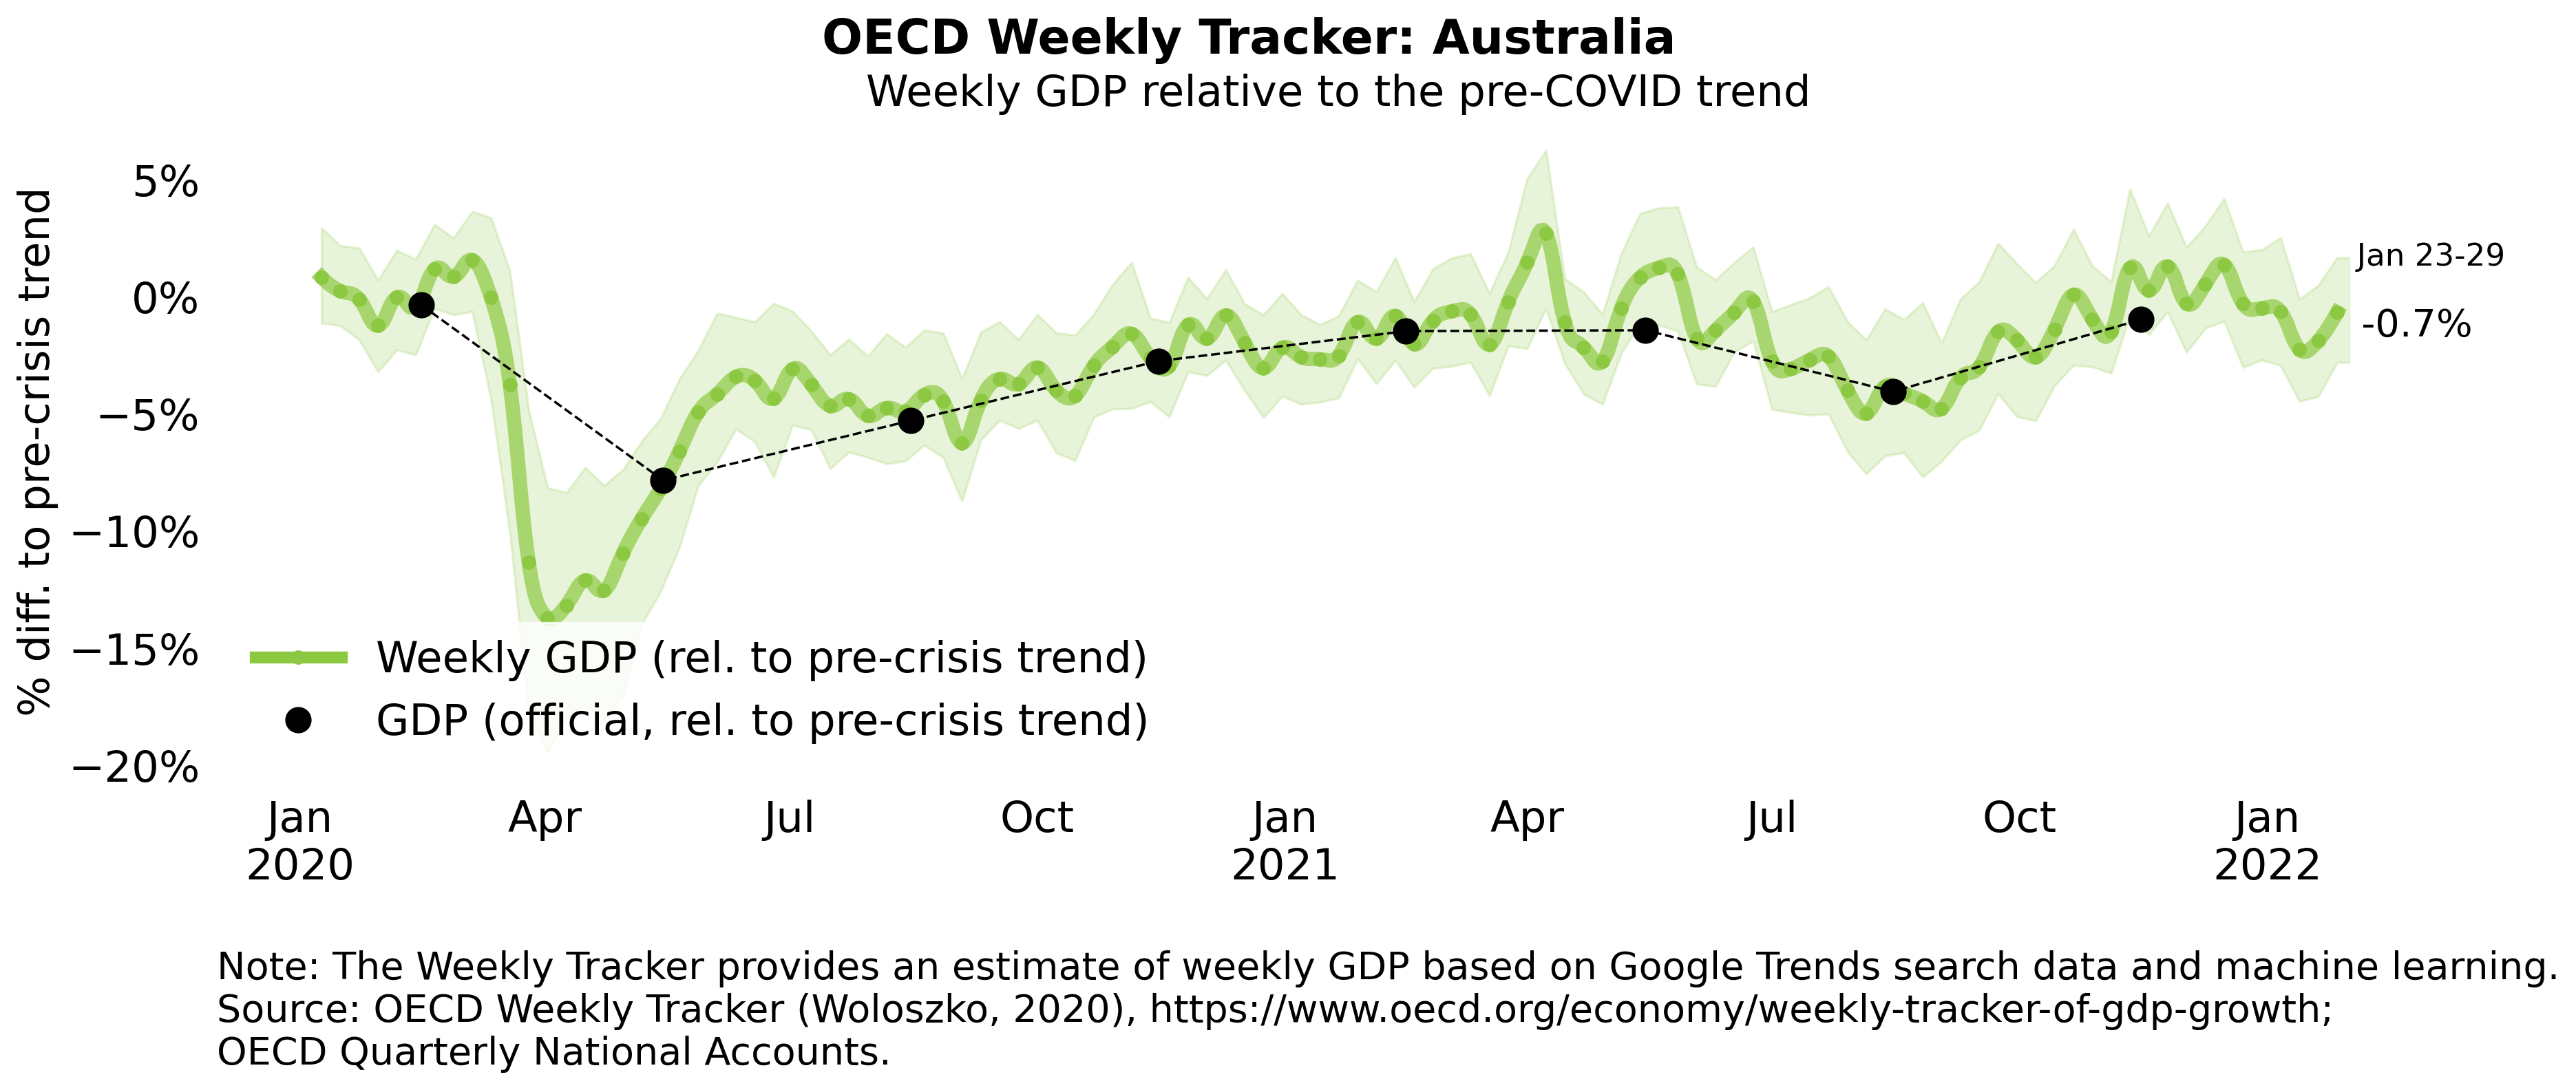 OECD Weekly Tracker: Australia
Weekly GDP relative to the pre-COVID trend
% diff. to pre-crisis trend
5%
0%
−5%
−10%
−15%
−20%
Jan 23-29
-0.7%
Weekly GDP (rel. to pre-crisis trend)
GDP (official, rel. to pre-crisis trend)
Jan Apr Jul Oct Jan Apr Jul Oct Jan
2020 2021 2022
Note: The Weekly Tracker provides an estimate of weekly GDP based on Google Trends search data and machine learning.
Source: OECD Weekly Tracker (Woloszko, 2020), https://www.oecd.org/economy/weekly-tracker-of-gdp-growth;
OECD Quarterly National Accounts.